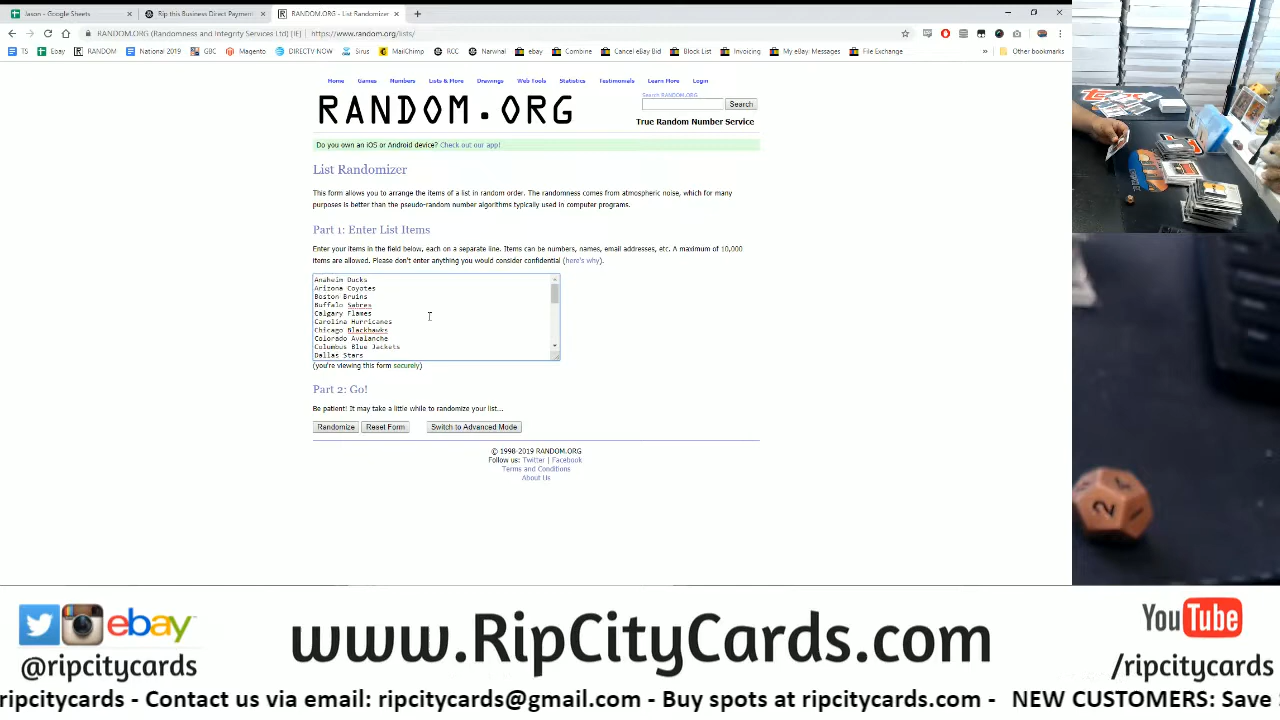 Jason - Google Sheets
Rip this Business Direct Payment
RANDOM.ORG - List Randomizer
RANDOM.ORG (Randomness and Integrity Services Ltd) [IE] | https://www.random.org/lists/
TS Ebay RANDOM National 2019 GBC Magento DIRECTV NOW Sirus MailChimp RCC Narwhal ebay Combine Cancel eBay Bid Block List Invoicing My eBay: Messages File Exchange » Other bookmarks
Home Games Numbers Lists & More Drawings Web Tools Statistics Testimonials Learn More Login
Search RANDOM.ORG
RANDOM.ORG
Search
True Random Number Service
Do you own an iOS or Android device? Check out our app!
List Randomizer
This form allows you to arrange the items of a list in random order. The randomness comes from atmospheric noise, which for many
purposes is better than the pseudo-random number algorithms typically used in computer programs.
Part 1: Enter List Items
Enter your items in the field below, each on a separate line. Items can be numbers, names, email addresses, etc. A maximum of 10,000
items are allowed. Please don't enter anything you would consider confidential (here's why).
Anaheim Ducks
Arizona Coyotes
Boston Bruins
Buffalo Sabres
Calgary Flames
Carolina Hurricanes
Chicago Blackhawks
Colorado Avalanche
Columbus Blue Jackets
Dallas Stars
(you're viewing this form securely)
Part 2: Go!
Be patient! It may take a little while to randomize your list...
Randomize Reset Form Switch to Advanced Mode
© 1998-2019 RANDOM.ORG
Follow us: Twitter | Facebook
Terms and Conditions
About Us
2
ebay
@ripcitycards
www.RipCityCards.com
YouTube
/ripcitycards
ripcitycards - Contact us via email: ripcitycards@gmail.com - Buy spots at ripcitycards.com - NEW CUSTOMERS: Save